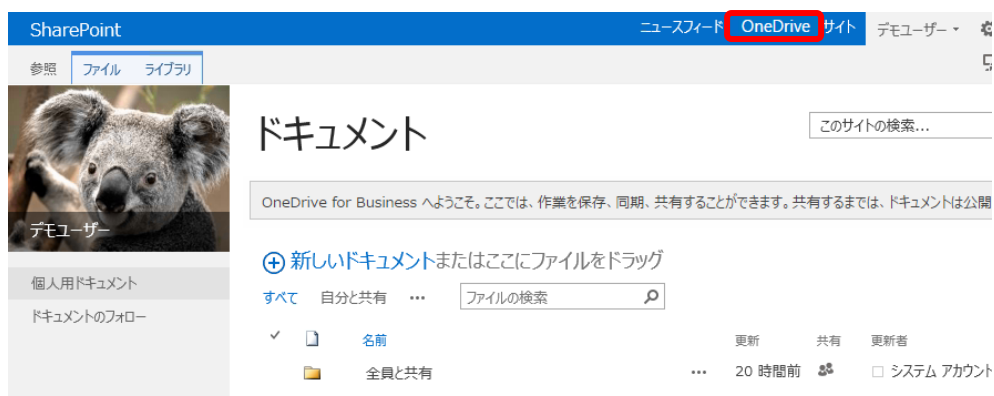 SharePoint ニュースフィード OneDrive サイト デモユーザー
参照 ファイル ライブラリ
ドキュメント
このサイトの検索...
OneDrive for Business へようこそ。ここでは、作業を保存、同期、共有することができます。共有するまでは、ドキュメントは公開
デモユーザー
個人用ドキュメント
ドキュメントのフォロー
新しいドキュメントまたはここにファイルをドラッグ
すべて 自分と共有 ... ファイルの検索
名前 更新 共有 更新者
全員と共有 ... 20 時間前 システム アカウント